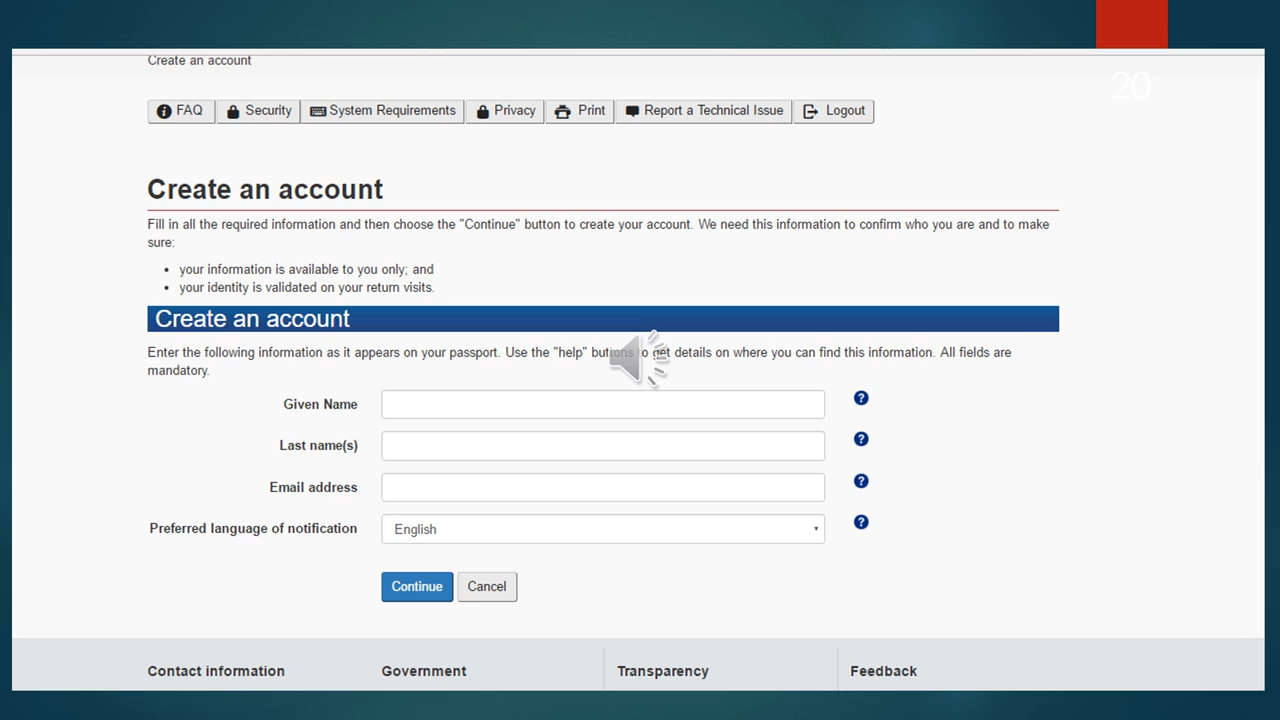 20
Create an account
FAQ Security System Requirements Privacy Print Report a Technical Issue Logout
Create an account
Fill in all the required information and then choose the "Continue" button to create your account. We need this information to confirm who you are and to make
sure:
• your information is available to you only; and
• your identity is validated on your return visits.
Create an account
Enter the following information as it appears on your passport. Use the "help" buttons to get details on where you can find this information. All fields are
mandatory.
Given Name
Last name(s)
Email address
Preferred language of notification English
Continue Cancel
Contact information Government Transparency Feedback